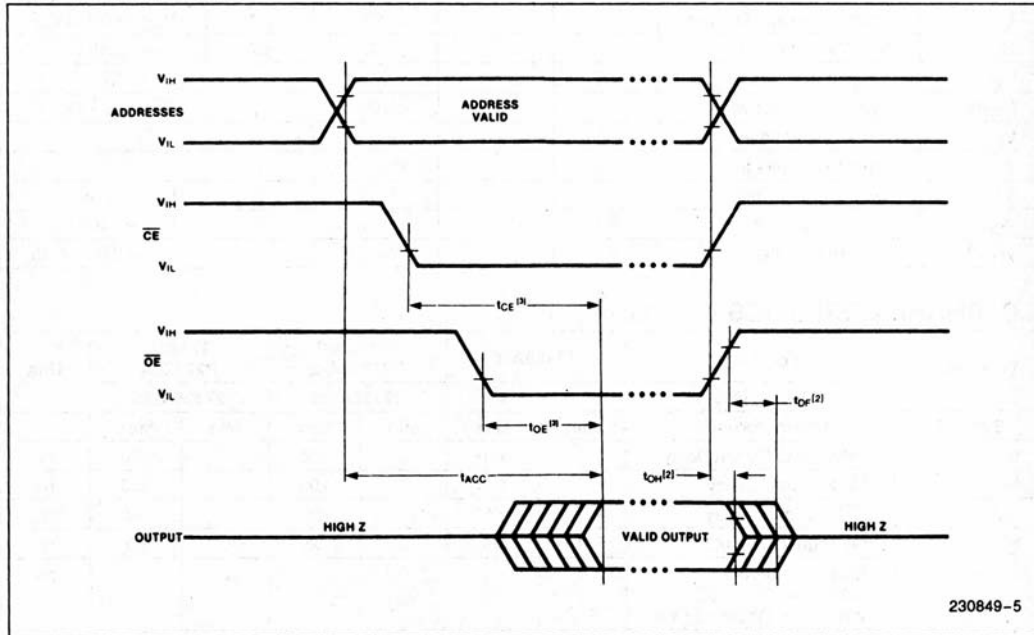 VIH
ADDRESSES
VIL
ADDRESS
VALID
VIH
CE
VIL
tCE[3]
VIH
OE
VIL
tOE[3]
tDF[2]
tACC
tOH[2]
OUTPUT
HIGH Z
VALID OUTPUT
HIGH Z
230849-5